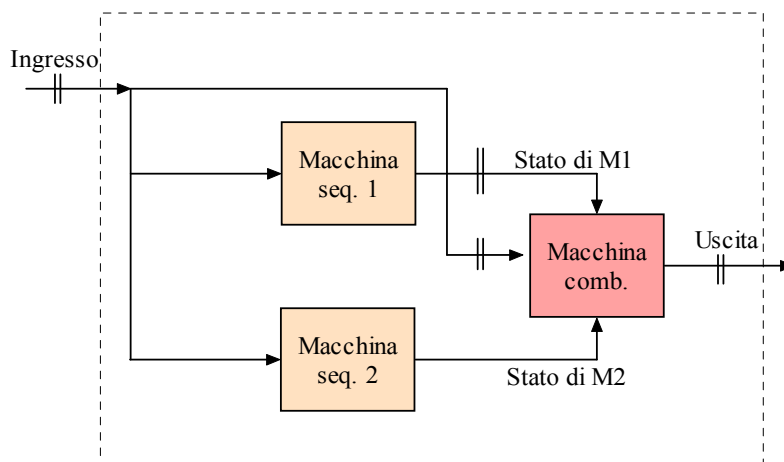 Ingresso
Macchina
seq. 1
Stato di M1
Macchina
comb.
Uscita
Macchina
seq. 2
Stato di M2